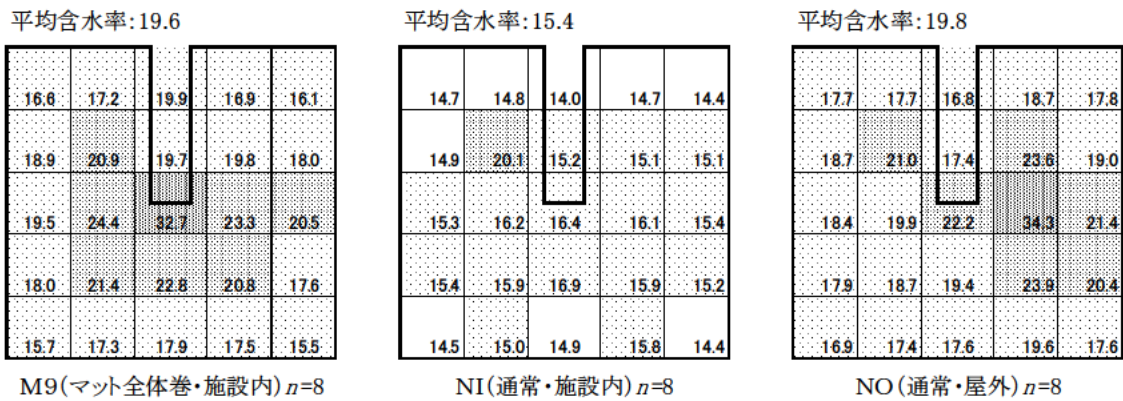 平均含水率:19.6
16.6 17.2 19.9 16.9 16.1
18.9 20.9 19.7 19.8 18.0
19.5 24.4 32.7 23.3 20.5
18.0 21.4 22.8 20.8 17.6
15.7 17.3 17.9 17.5 15.5
M9(マット全体巻・施設内) n=8
平均含水率:15.4
14.7 14.8 14.0 14.7 14.4
14.9 20.1 15.2 15.1 15.1
15.3 16.2 16.4 16.1 15.4
15.4 15.9 16.9 15.9 15.2
14.5 15.0 14.9 15.8 14.4
NI(通常・施設内) n=8
平均含水率:19.8
17.7 17.7 16.8 18.7 17.8
18.7 21.0 17.4 23.6 19.0
18.4 19.9 22.2 34.3 21.4
17.9 18.7 19.4 23.9 20.4
16.9 17.4 17.6 19.6 17.6
NO(通常・屋外) n=8